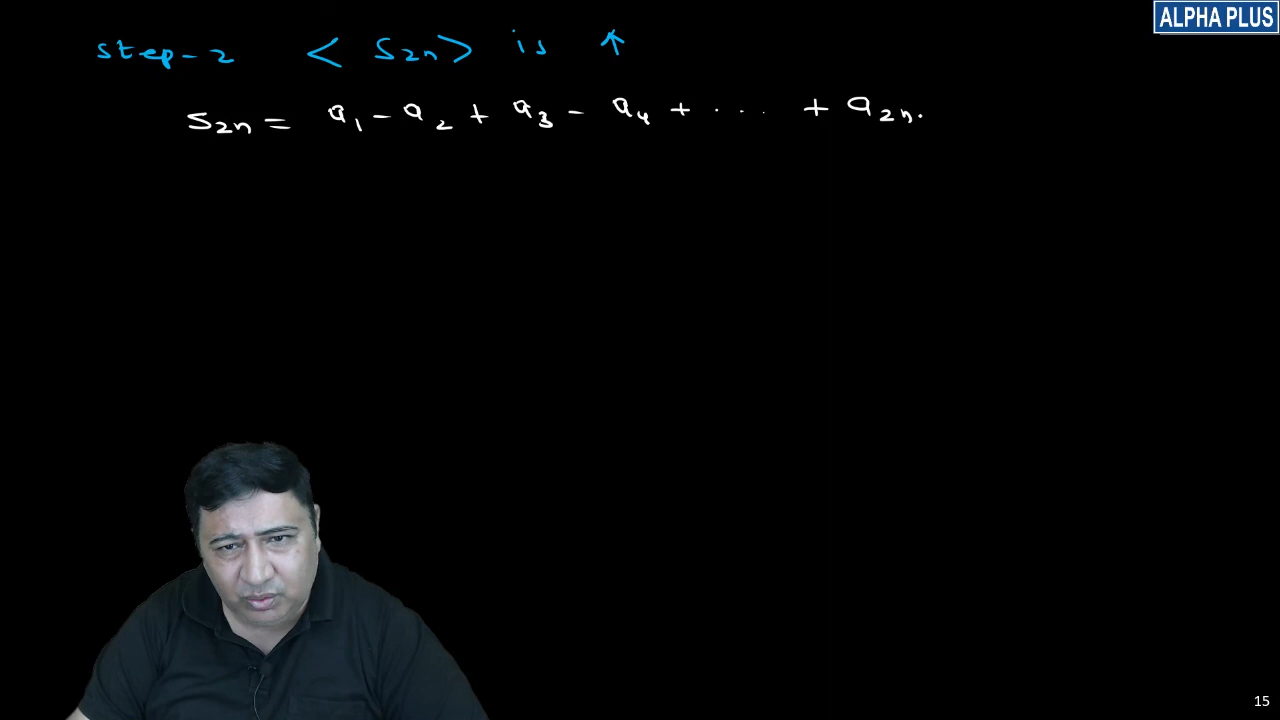 ALPHA PLUS
step-2 < S2n > is ↑
S2n = a1 - a2 + a3 - a4 + ... + a2n.
15